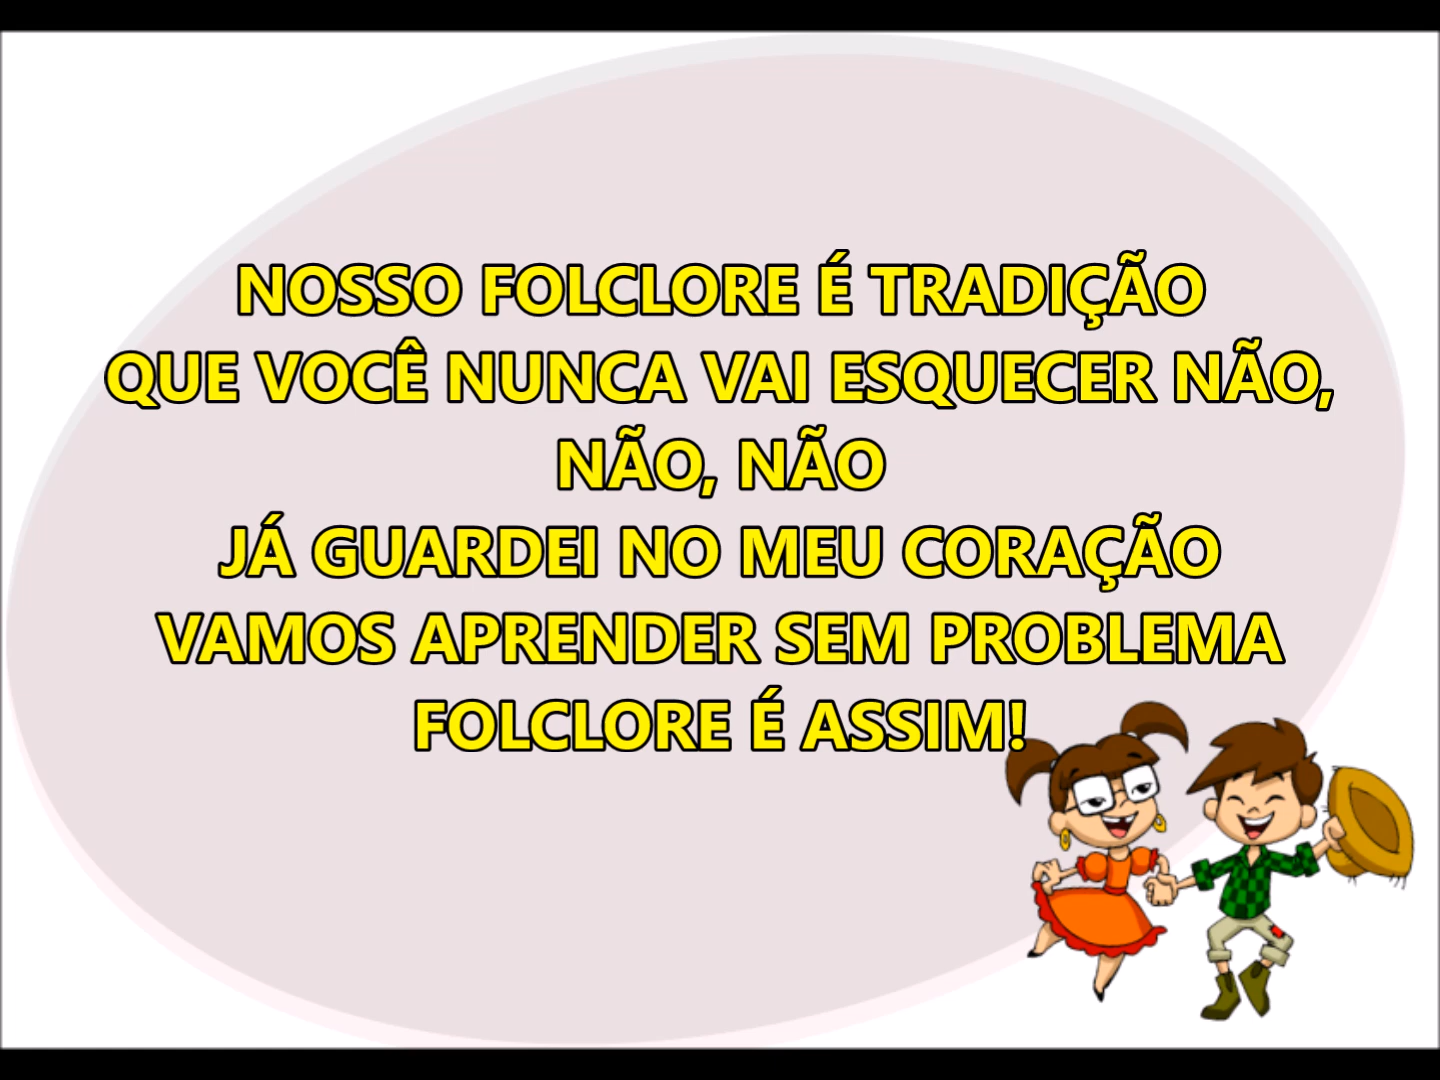 NOSSO FOLCLORE É TRADIÇÃO
QUE VOCÊ NUNCA VAI ESQUECER NÃO,
NÃO, NÃO
JÁ GUARDEI NO MEU CORAÇÃO
VAMOS APRENDER SEM PROBLEMA
FOLCLORE É ASSIM!